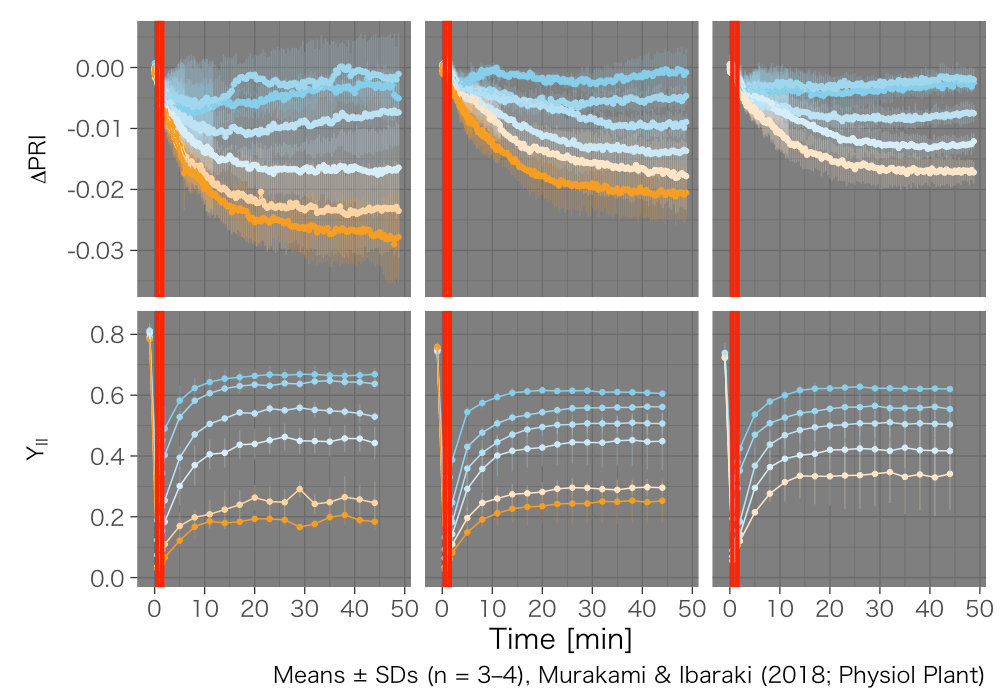 ΔPRI
0.00
-0.01
-0.02
-0.03
Y_II
0.8
0.6
0.4
0.2
0.0
0 10 20 30 40 50
0 10 20 30 40 50
0 10 20 30 40 50
Time [min]
Means ± SDs (n = 3–4), Murakami & Ibaraki (2018; Physiol Plant)